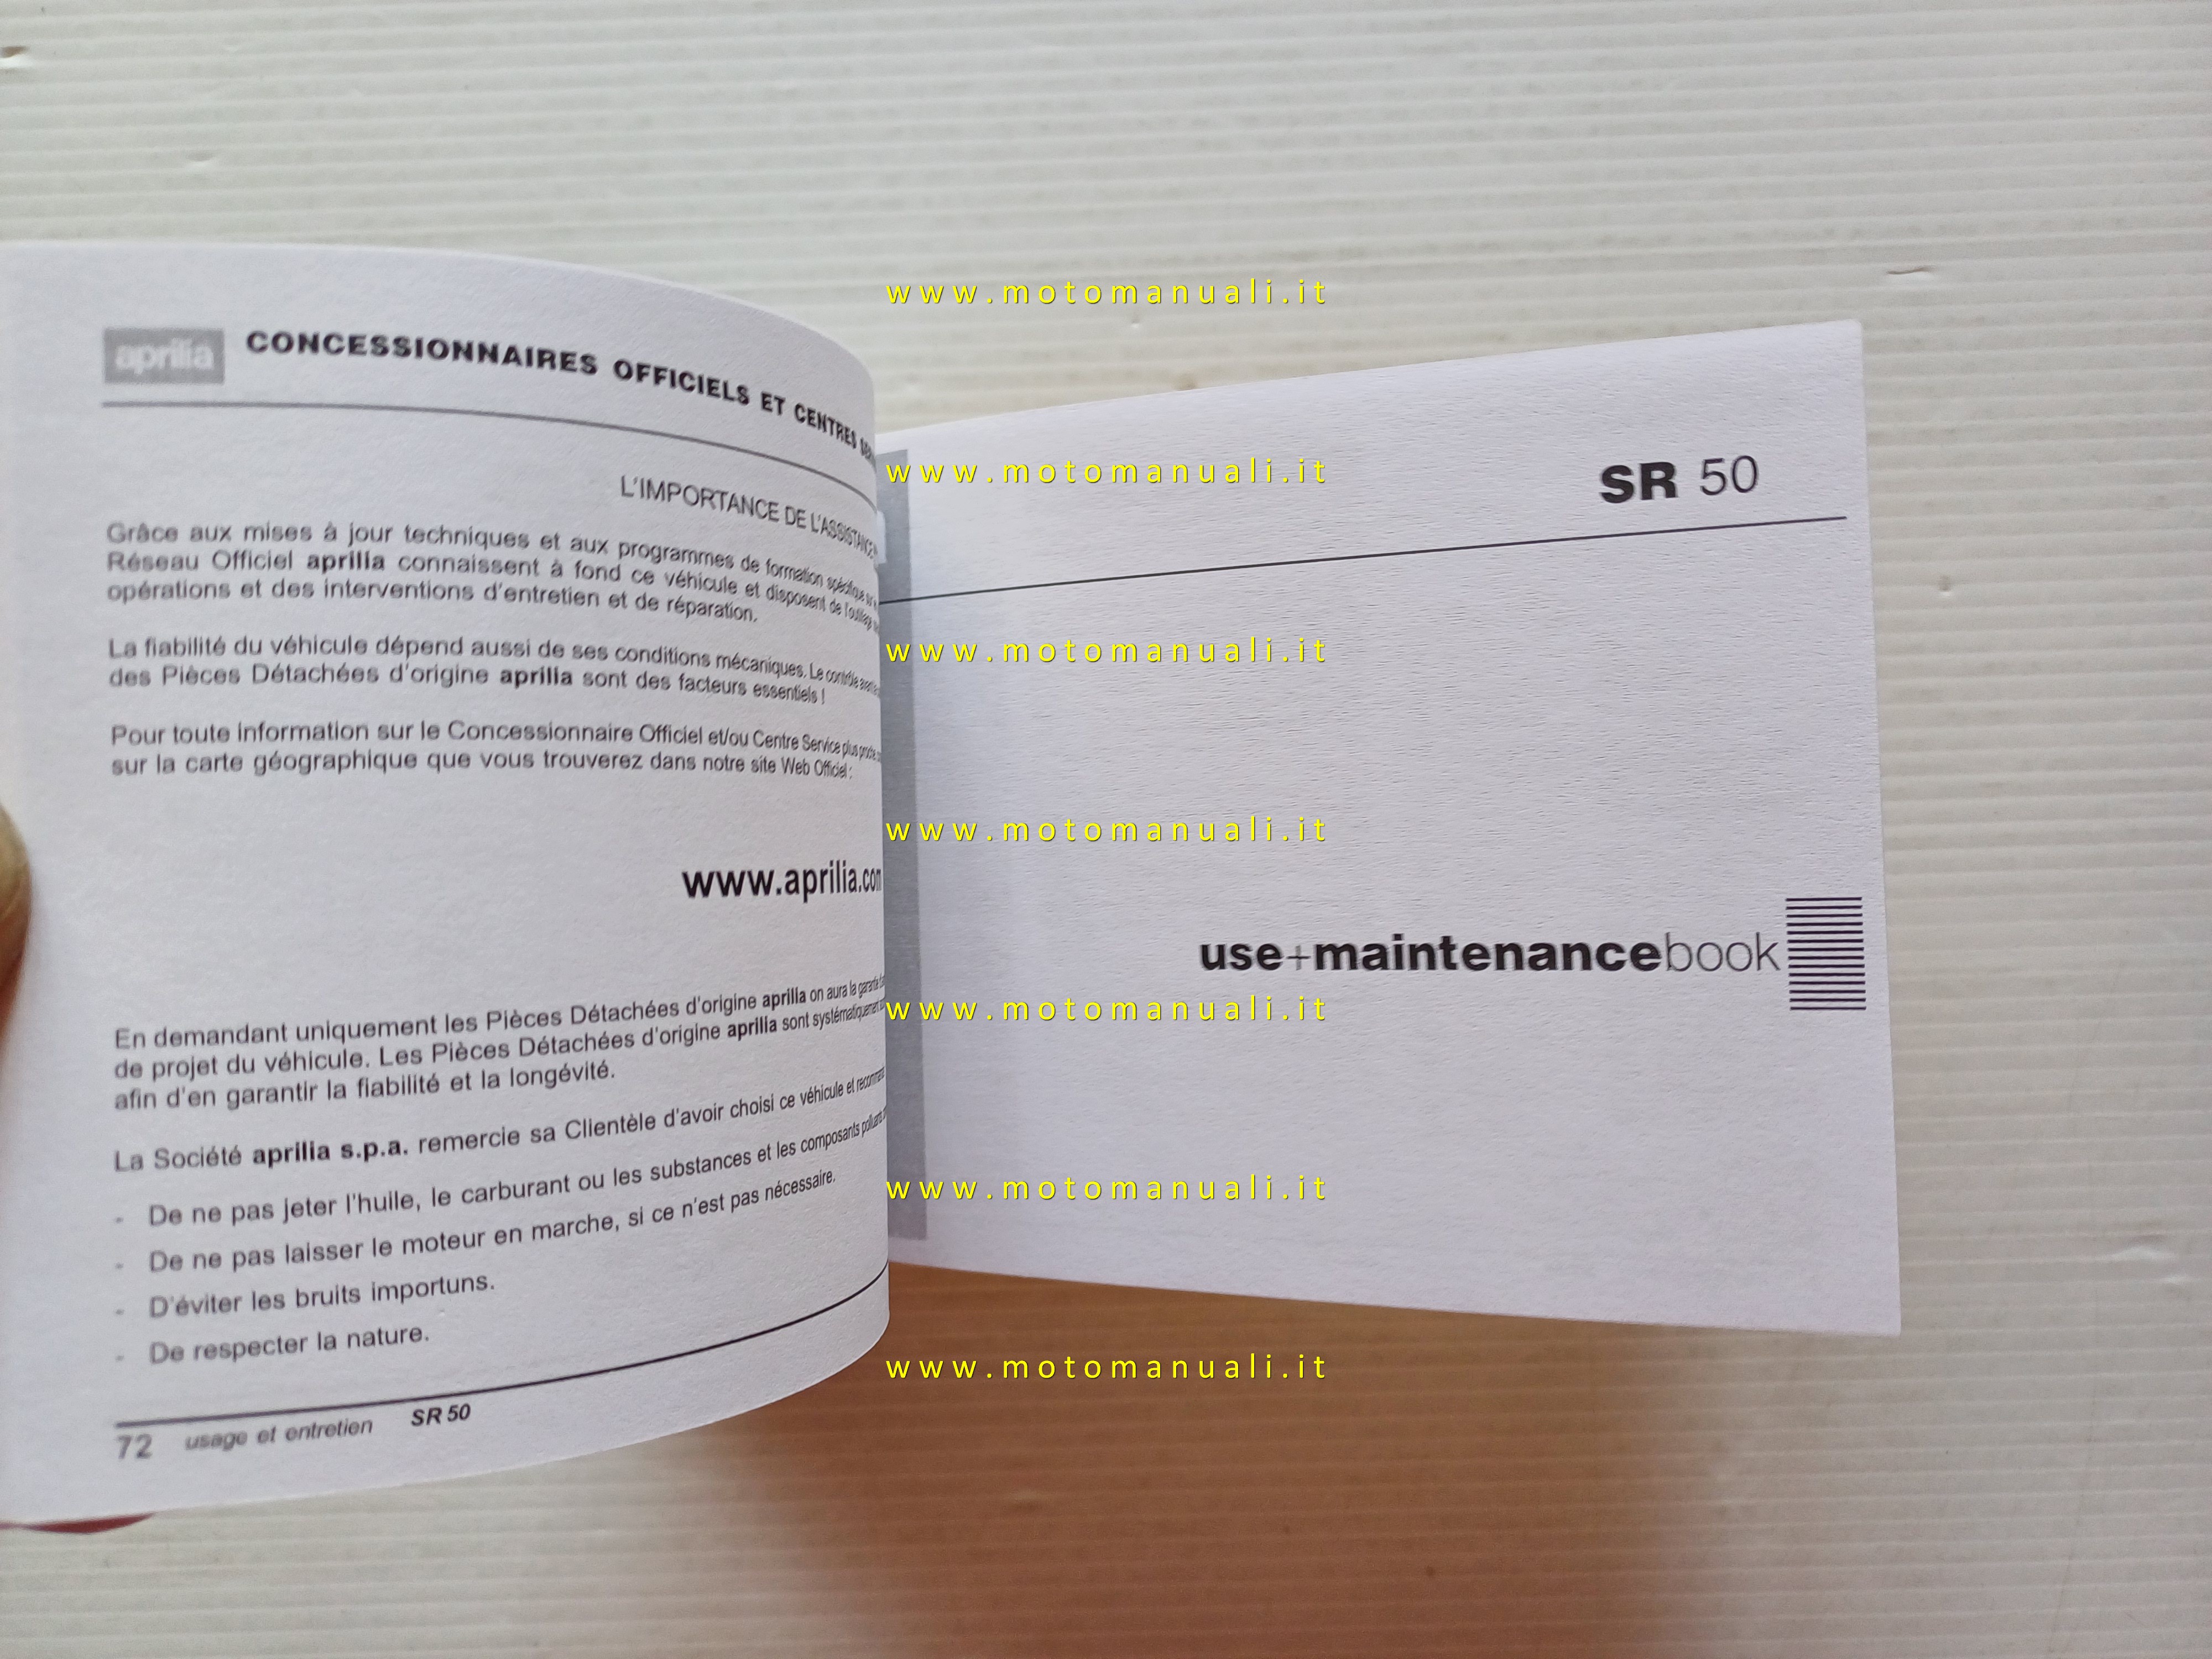 aprilia CONCESSIONNAIRES OFFICIELS ET CENTRES
L'IMPORTANCE DE L'ASSISTANCE
Grâce aux mises à jour techniques et aux programmes de formation spécifique
Réseau Officiel aprilia connaissent à fond ce véhicule et disposent de l'outillage
opérations et des interventions d'entretien et de réparation.
La fiabilité du véhicule dépend aussi de ses conditions mécaniques. Le contrôle
des Pièces Détachées d'origine aprilia sont des facteurs essentiels !
Pour toute information sur le Concessionnaire Officiel et/ou Centre Service plus proche
sur la carte géographique que vous trouverez dans notre site Web Officiel :
www.aprilia.com
En demandant uniquement les Pièces Détachées d'origine aprilia on aura la garantie
de projet du véhicule. Les Pièces Détachées d'origine aprilia sont systématiquement
afin d'en garantir la fiabilité et la longévité.
La Société aprilia s.p.a. remercie sa Clientèle d'avoir choisi ce véhicule et
- De ne pas jeter l'huile, le carburant ou les substances et les composants
- De ne pas laisser le moteur en marche, si ce n'est pas nécessaire.
- D'éviter les bruits importuns.
- De respecter la nature.
72 usage et entretien SR 50
SR 50
use+maintenancebook
www.motomanuali.it
www.motomanuali.it
www.motomanuali.it
www.motomanuali.it
www.motomanuali.it
www.motomanuali.it
www.motomanuali.it